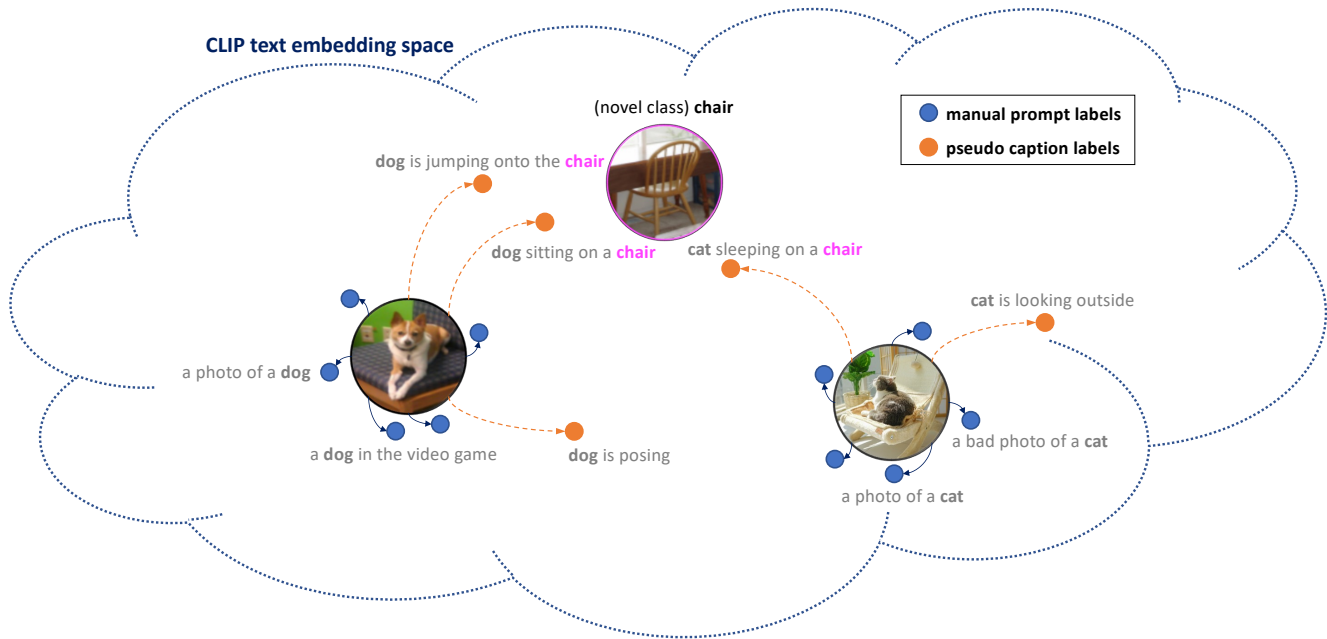 CLIP text embedding space
(novel class) chair
manual prompt labels
pseudo caption labels
dog is jumping onto the chair
dog sitting on a chair
cat sleeping on a chair
cat is looking outside
a photo of a dog
a dog in the video game
dog is posing
a bad photo of a cat
a photo of a cat